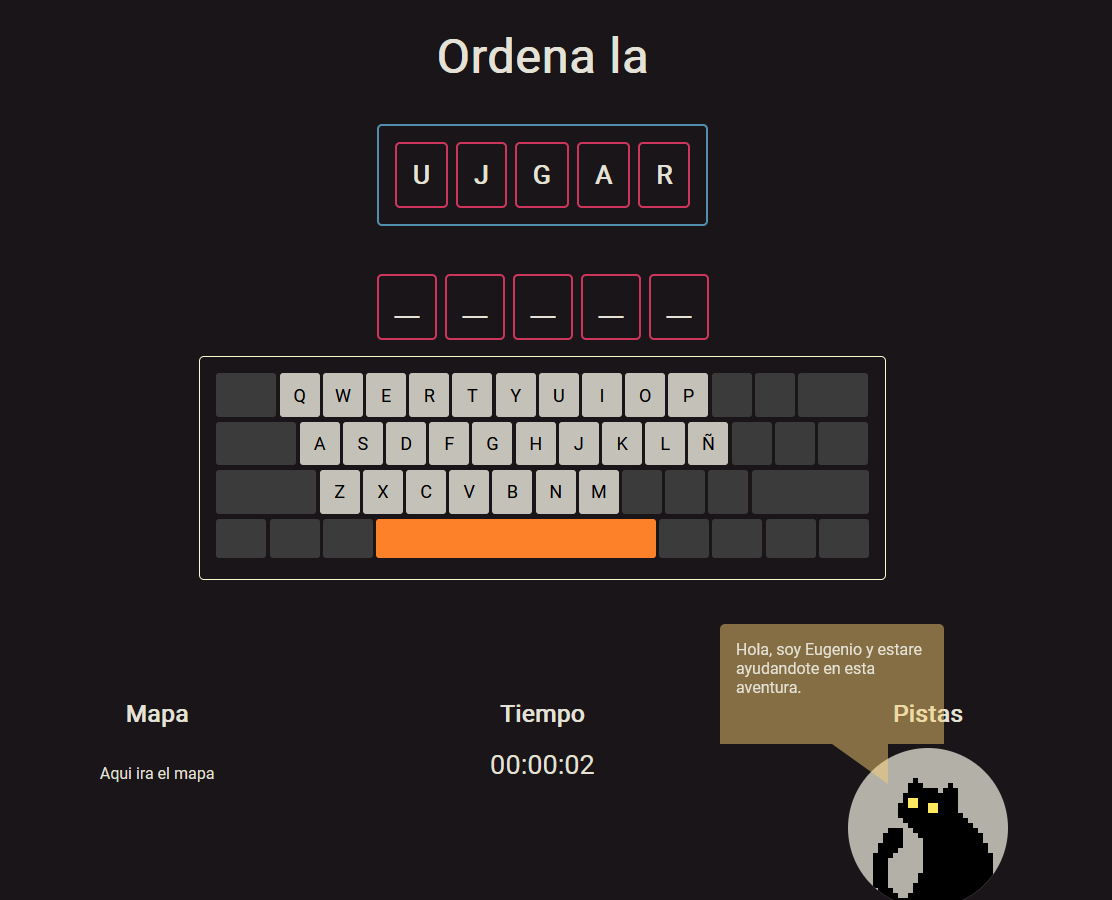 Ordena la
U J G A R
_ _ _ _ _
Q W E R T Y U I O P
A S D F G H J K L Ñ
Z X C V B N M
Hola, soy Eugenio y estare
ayudandote en esta
aventura.
Mapa
Tiempo
Pistas
Aqui ira el mapa
00:00:02